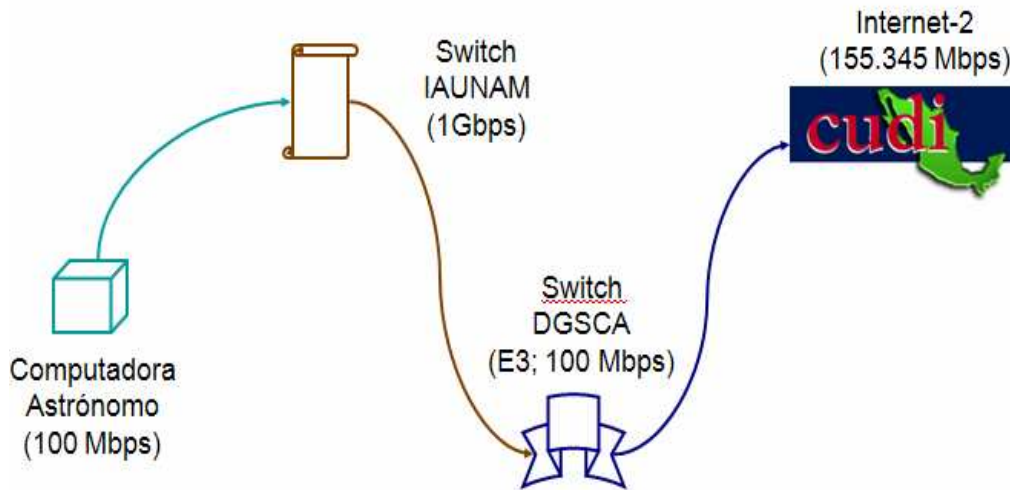 Internet-2
(155.345 Mbps)
cudi
Switch
IAUNAM
(1Gbps)
Switch
DGSCA
(E3; 100 Mbps)
Computadora
Astrónomo
(100 Mbps)